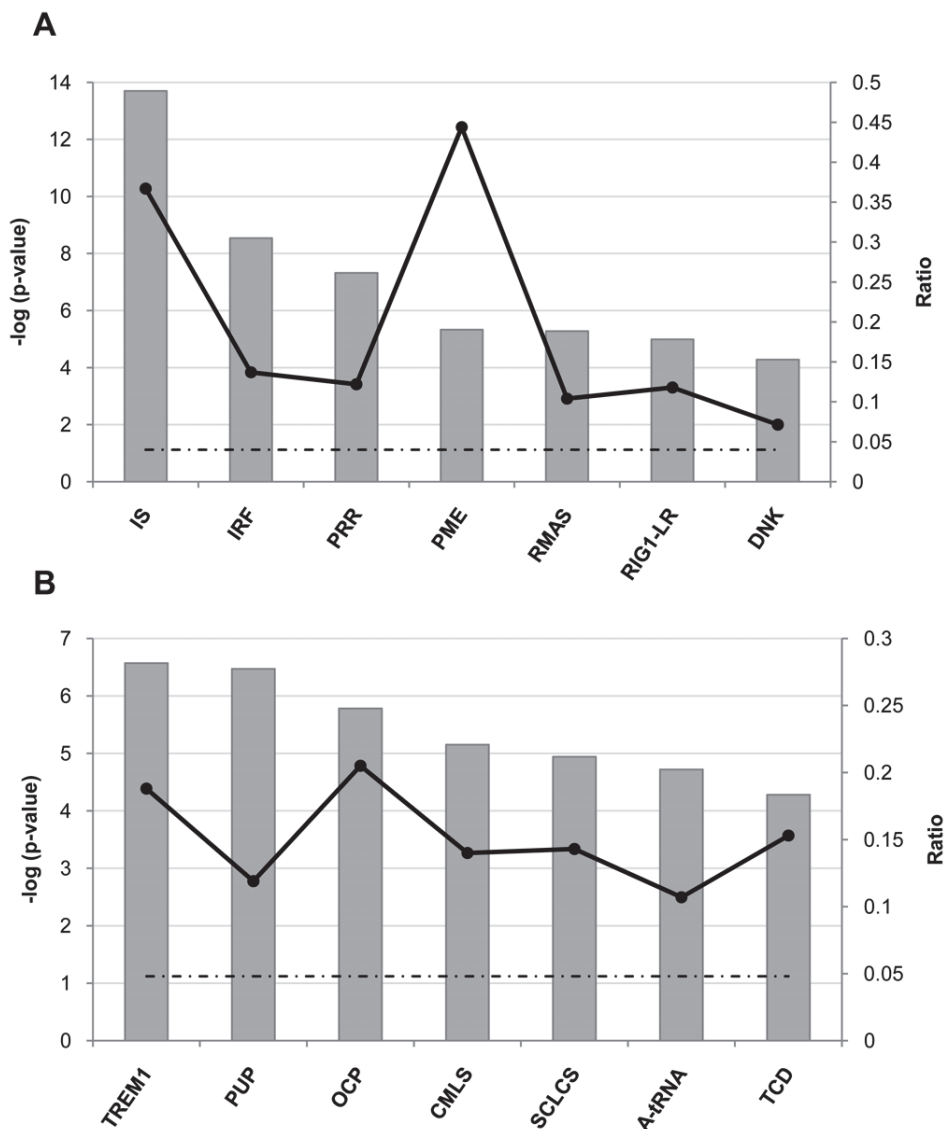 A
14
12
10
8
6
4
2
0
-log (p-value)
0.5
0.45
0.4
0.35
0.3
0.25
0.2
0.15
0.1
0.05
0
Ratio
IS
IRF
PRR
PME
RMAS
RIG1-LR
DNK
B
7
6
5
4
3
2
1
0
-log (p-value)
0.3
0.25
0.2
0.15
0.1
0.05
0
Ratio
TREM1
PUP
OCP
CMLS
SCLCS
A-tRNA
TCD